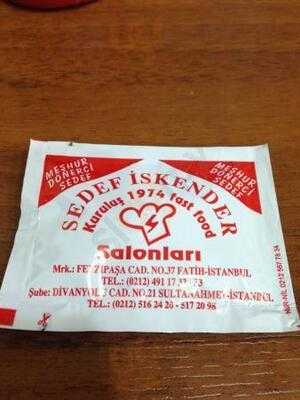 MEŞHUR
DÖNERCİ
SEDEF
MEŞHUR
DÖNERCİ
SEDEF
SEDEF İSKENDER
Karulaş 1974 fast food
Salonları
Mrk.: FEVZİPAŞA CAD. NO.37 FATİH-İSTANBUL
TEL.: (0212) 491 17
Şube: DİVANYOLU CAD. NO.21 SULTANAHMET-İSTANBUL
TEL.: (0212) 516 24 20 - 517 20 98